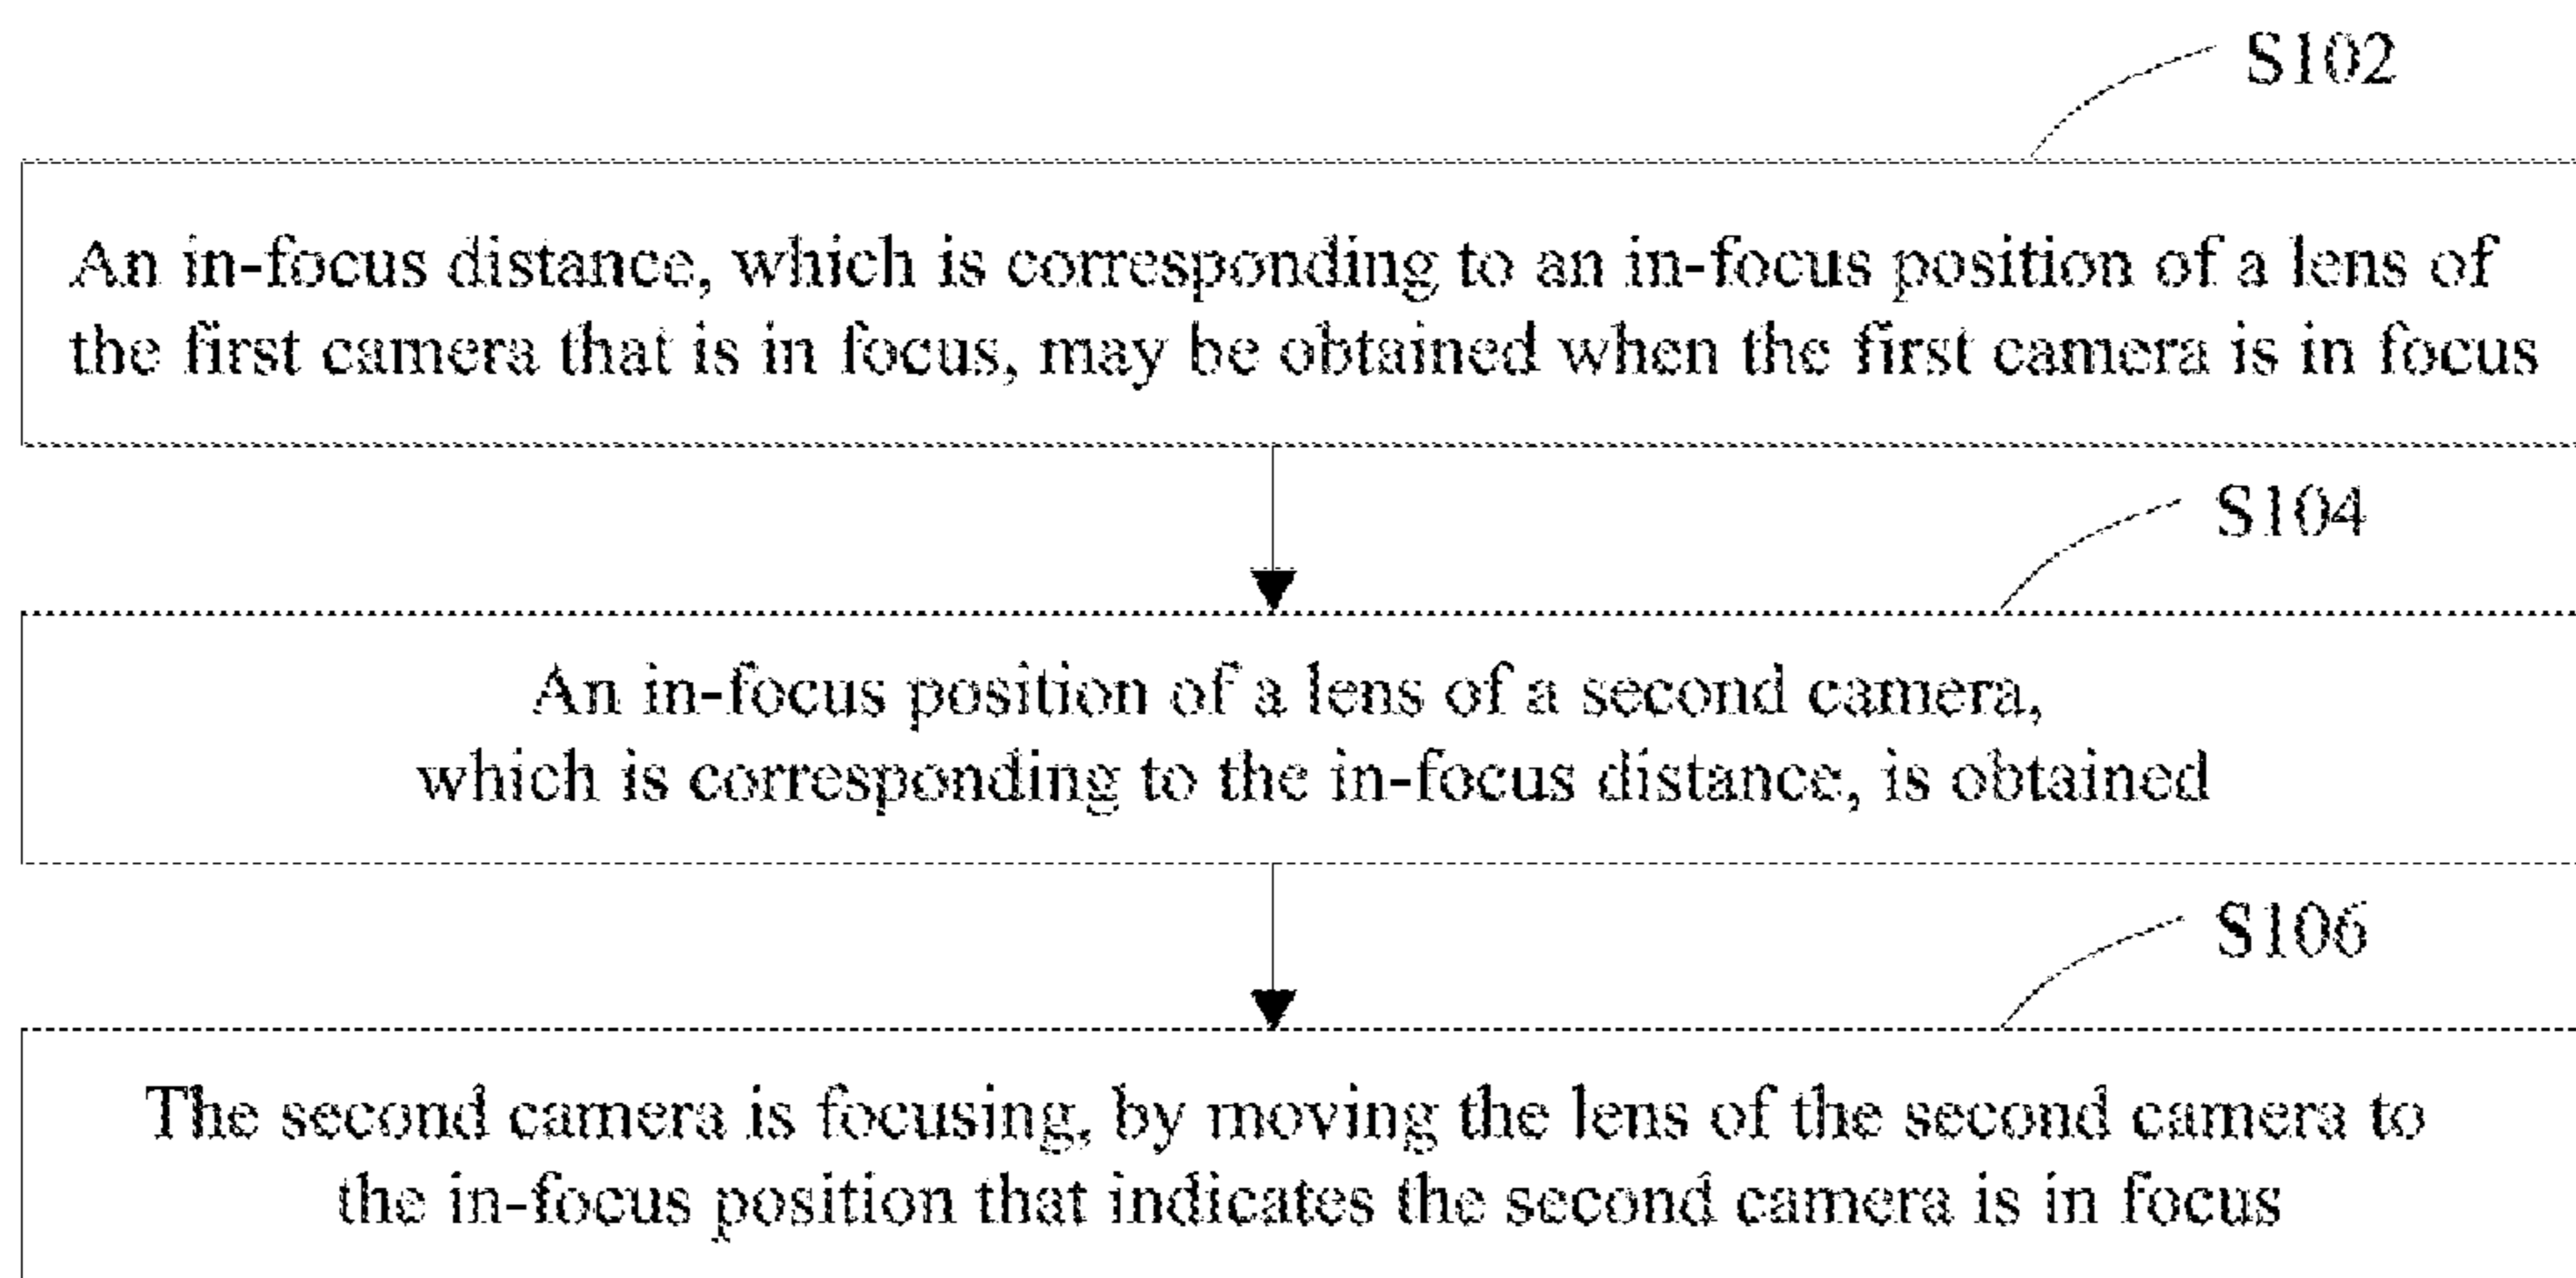 S102
An in-focus distance, which is corresponding to an in-focus position of a lens of
the first camera that is in focus, may be obtained when the first camera is in focus
S104
An in-focus position of a lens of a second camera,
which is corresponding to the in-focus distance, is obtained
S106
The second camera is focusing, by moving the lens of the second camera to
the in-focus position that indicates the second camera is in focus